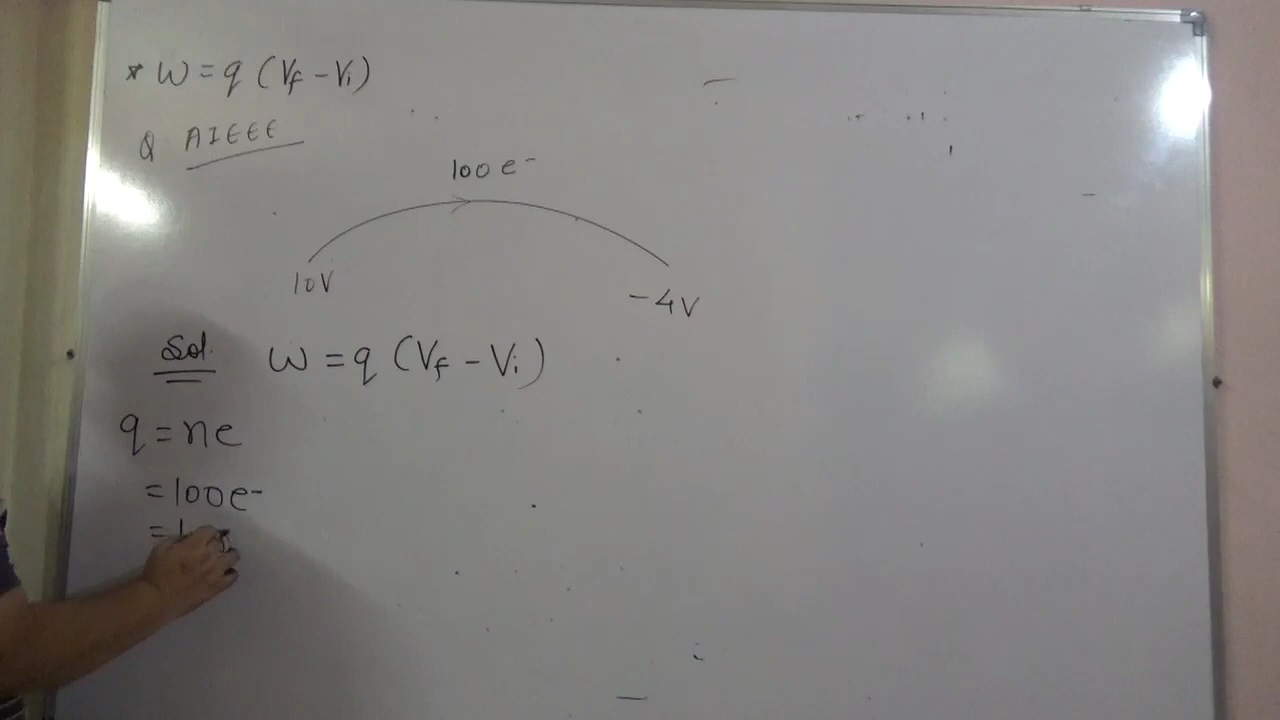 * W = q (Vf - Vi)
Q AIEEE
100 e-
10V
-4V
Sol. W = q (Vf - Vi)
q = ne
= 100e-
=